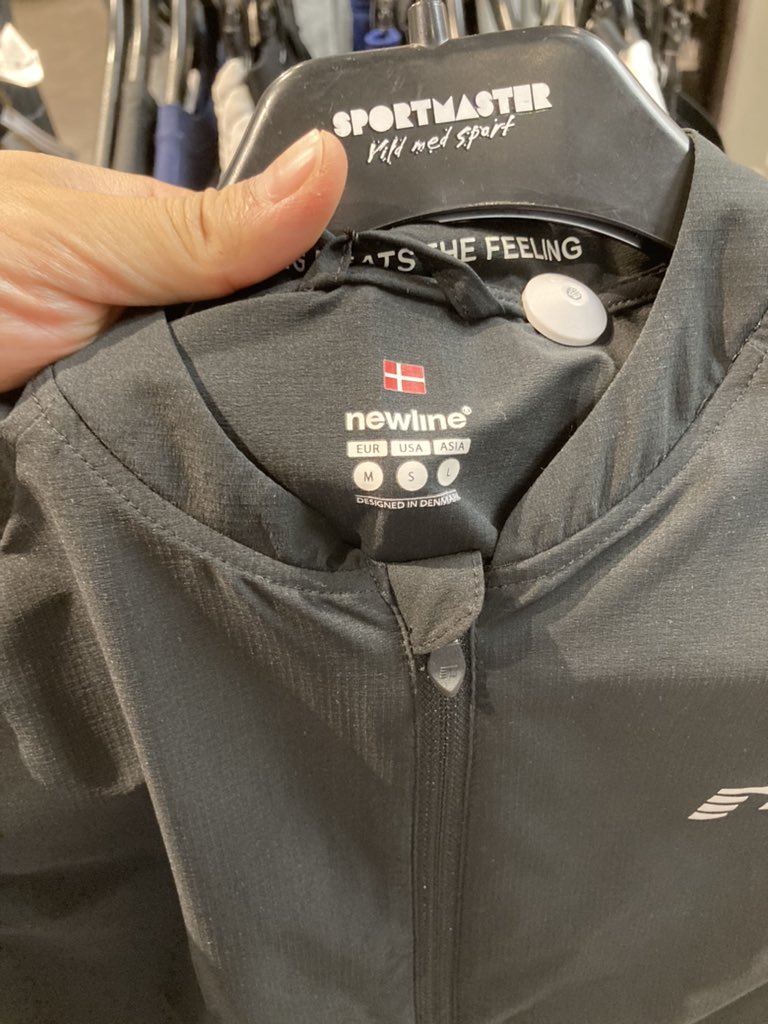 SPORTMASTER
Vild med sport
THE FEELING
newline®
EUR USA ASIA
M S L
DESIGNED IN DENMARK